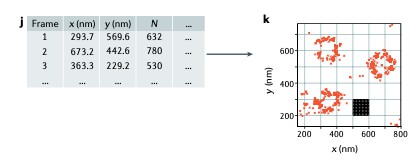 j
Frame x (nm) y (nm) N ...
1 293.7 569.6 632 ...
2 673.2 442.6 780 ...
3 363.3 229.2 530 ...
... ... ... ... ...
k
y (nm)
600
400
200
200 400 600 800
x (nm)